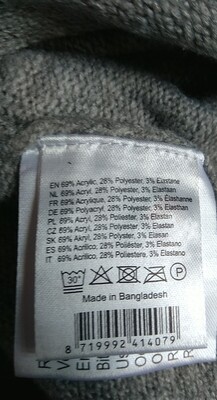 EN 69% Acrylic, 28% Polyester, 3% Elastane
NL 69% Acryl, 28% Polyester, 3% Elastaan
FR 69% Acrylique, 28% Polyester, 3% Elasthanne
DE 69% Polyacryl, 28% Polyester, 3% Elasthan
PL 69% Akryl, 28% Poliester, 3% Elastan
CZ 69% Akryl, 28% Polyester, 3% Elastan
SK 69% Akryl, 28% Polyester, 3% Elastan
ES 69% Acrílico, 28% Poliéster, 3% Elastano
IT 69% Acrilico, 28% Poliestere, 3% Elastano
30° P
Made in Bangladesh
8 719992 414079